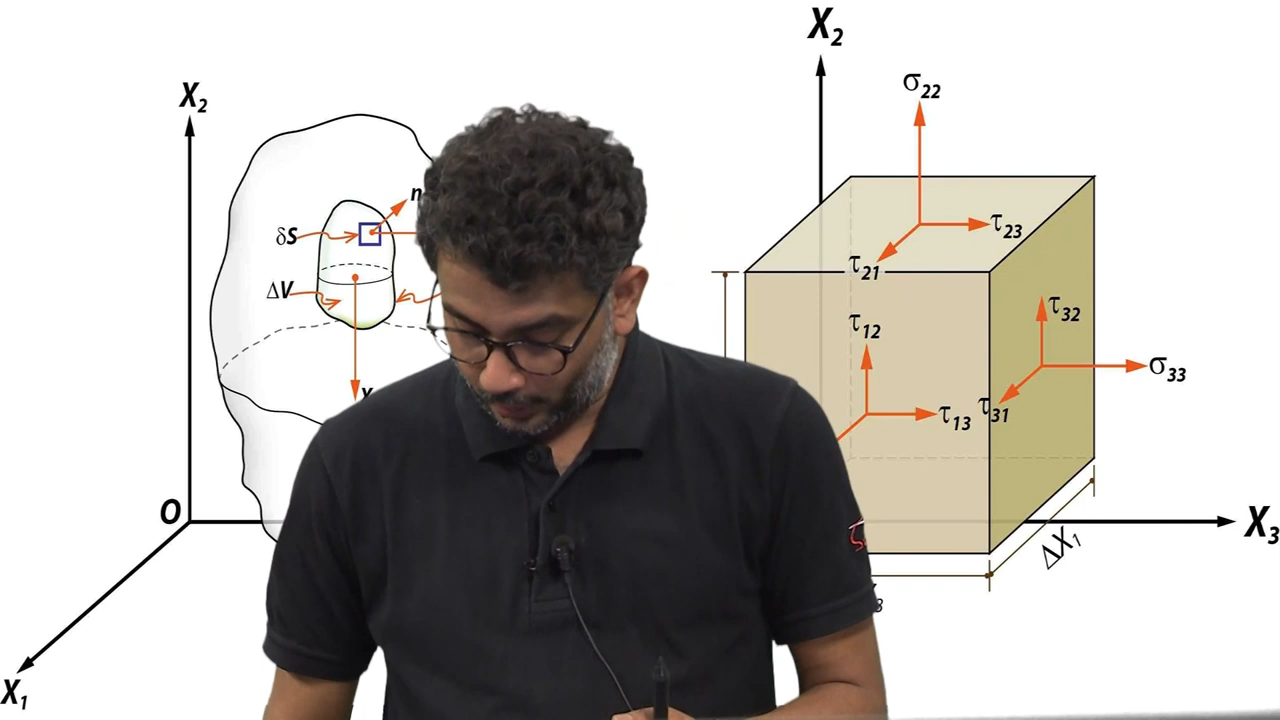 X₂
n
δS
ΔV
O
X₁
X₂
σ₂₂
τ₂₃
τ₂₁
τ₁₂
τ₃₂
σ₃₃
τ₃₁
τ₁₃
X₃
ΔX₁